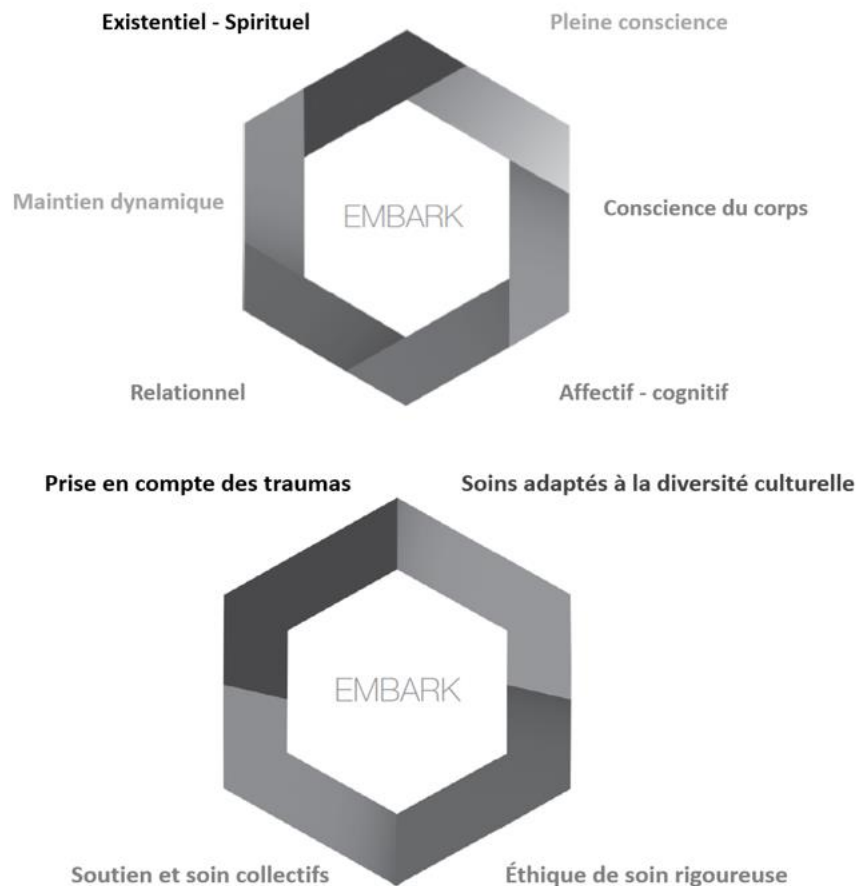 Existentiel - Spirituel
Pleine conscience
Maintien dynamique
EMBARK
Conscience du corps
Relationnel
Affectif - cognitif
Prise en compte des traumas
Soins adaptés à la diversité culturelle
EMBARK
Soutien et soin collectifs
Éthique de soin rigoureuse